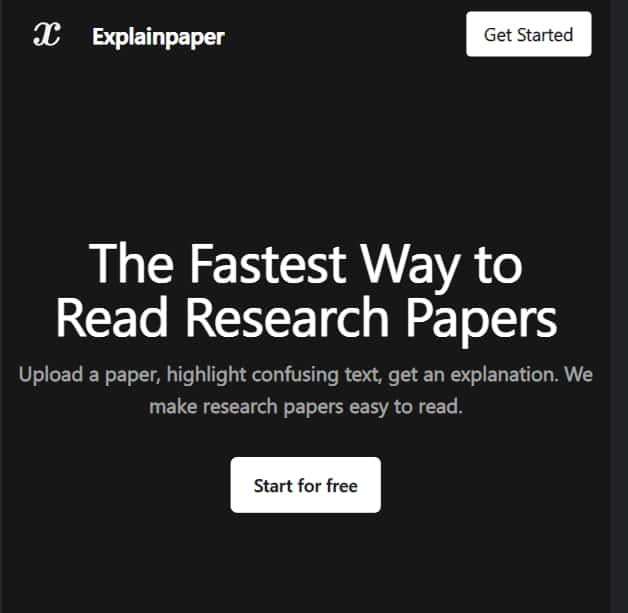 x Explainpaper
Get Started
The Fastest Way to
Read Research Papers
Upload a paper, highlight confusing text, get an explanation. We
make research papers easy to read.
Start for free